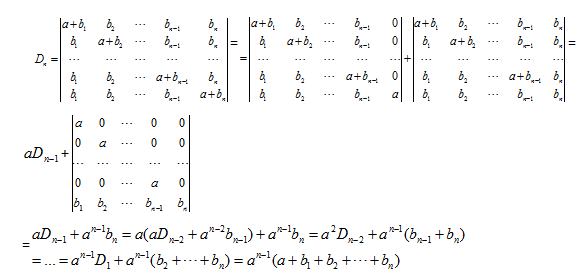 D_n = |a+b_1 b_2 ⋯ b_{n-1} b_n; b_1 a+b_2 ⋯ b_{n-1} b_n; ⋯ ⋯ ⋯ ⋯ ⋯; b_1 b_2 ⋯ a+b_{n-1} b_n; b_1 b_2 ⋯ b_{n-1} a+b_n| = = |a+b_1 b_2 ⋯ b_{n-1} 0; b_1 a+b_2 ⋯ b_{n-1} 0; ⋯ ⋯ ⋯ ⋯ ⋯; b_1 b_2 ⋯ a+b_{n-1} 0; b_1 b_2 ⋯ b_{n-1} a| + |a+b_1 b_2 ⋯ b_{n-1} b_n; b_1 a+b_2 ⋯ b_{n-1} b_n; ⋯ ⋯ ⋯ ⋯ ⋯; b_1 b_2 ⋯ a+b_{n-1} b_n; b_1 b_2 ⋯ b_{n-1} b_n| =
aD_{n-1} + |a 0 ⋯ 0 0; 0 a ⋯ 0 0; ⋯ ⋯ ⋯ ⋯ ⋯; 0 0 ⋯ a 0; b_1 b_2 ⋯ b_{n-1} b_n|
= aD_{n-1} + a^{n-1}b_n = a(aD_{n-2} + a^{n-2}b_{n-1}) + a^{n-1}b_n = a^2D_{n-2} + a^{n-1}(b_{n-1} + b_n)
= ... = a^{n-1}D_1 + a^{n-1}(b_2 + ⋯ + b_n) = a^{n-1}(a + b_1 + b_2 + ⋯ + b_n)